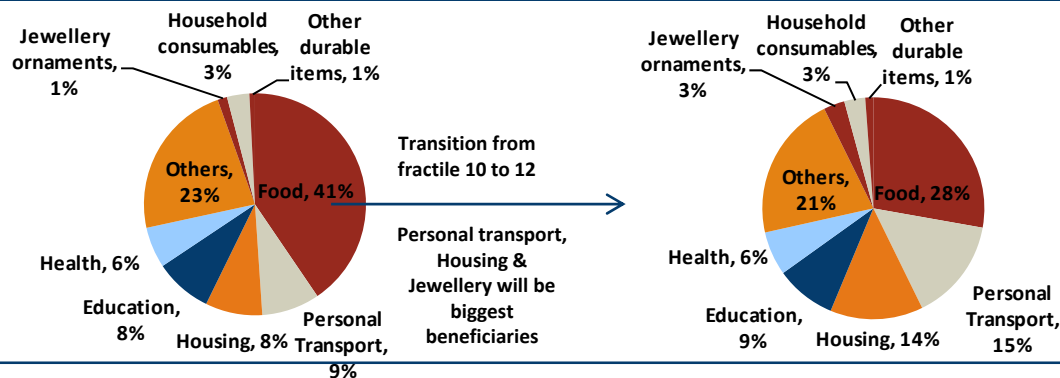 Jewellery
ornaments,
1%
Household
consumables,
3%
Other
durable
items, 1%
Others,
23%
Food, 41%
Health, 6%
Education,
8%
Housing, 8%
Personal
Transport,
9%
Transition from
fractile 10 to 12
Personal transport,
Housing &
Jewellery will be
biggest
beneficiaries
Jewellery
ornaments,
3%
Household
consumables,
3%
Other
durable
items, 1%
Others,
21%
Food, 28%
Health, 6%
Education,
9%
Housing, 14%
Personal
Transport,
15%